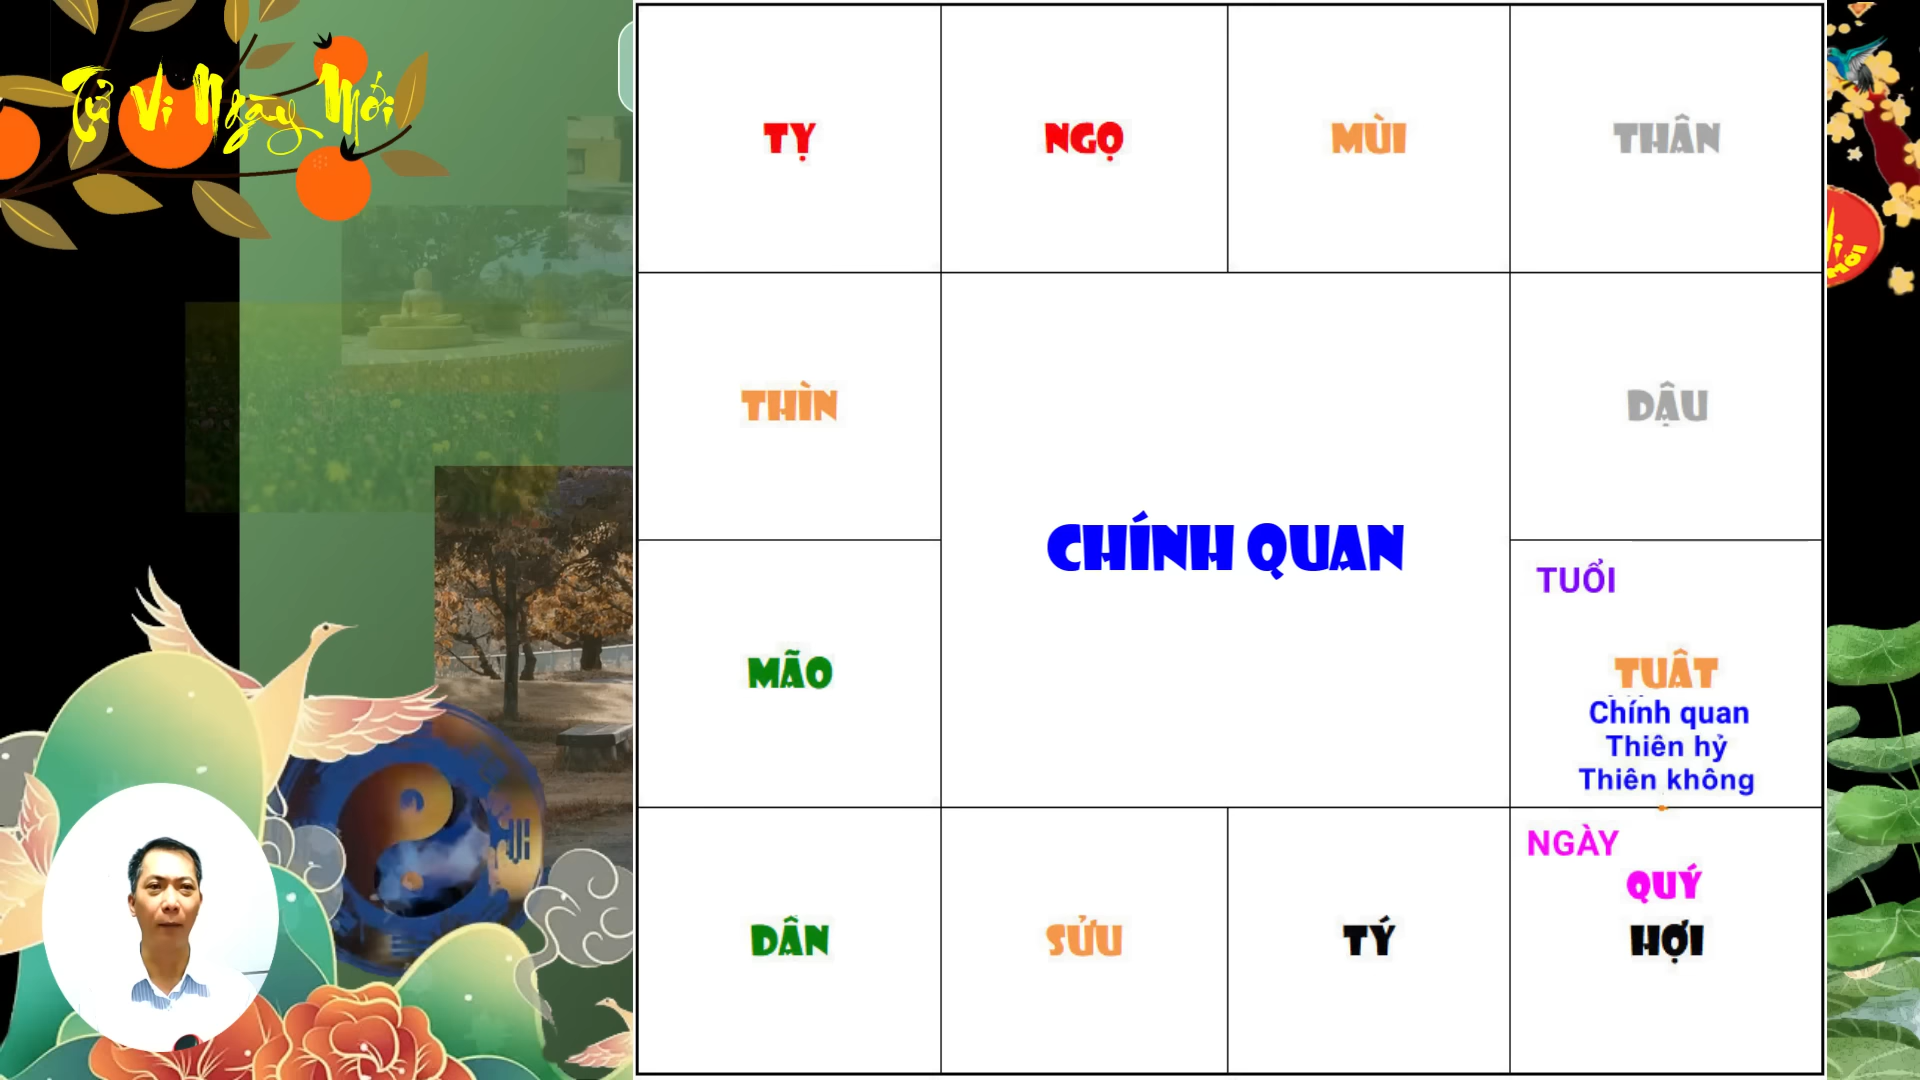 Tử Vi Ngày Mới
TỴ
NGỌ
MÙI
THÂN
THÌN
DẬU
CHÍNH QUAN
MÃO
TUỔI
TUẤT
Chính quan
Thiên hỷ
Thiên không
DẦN
SỬU
TÝ
NGÀY
QUÝ
HỢI